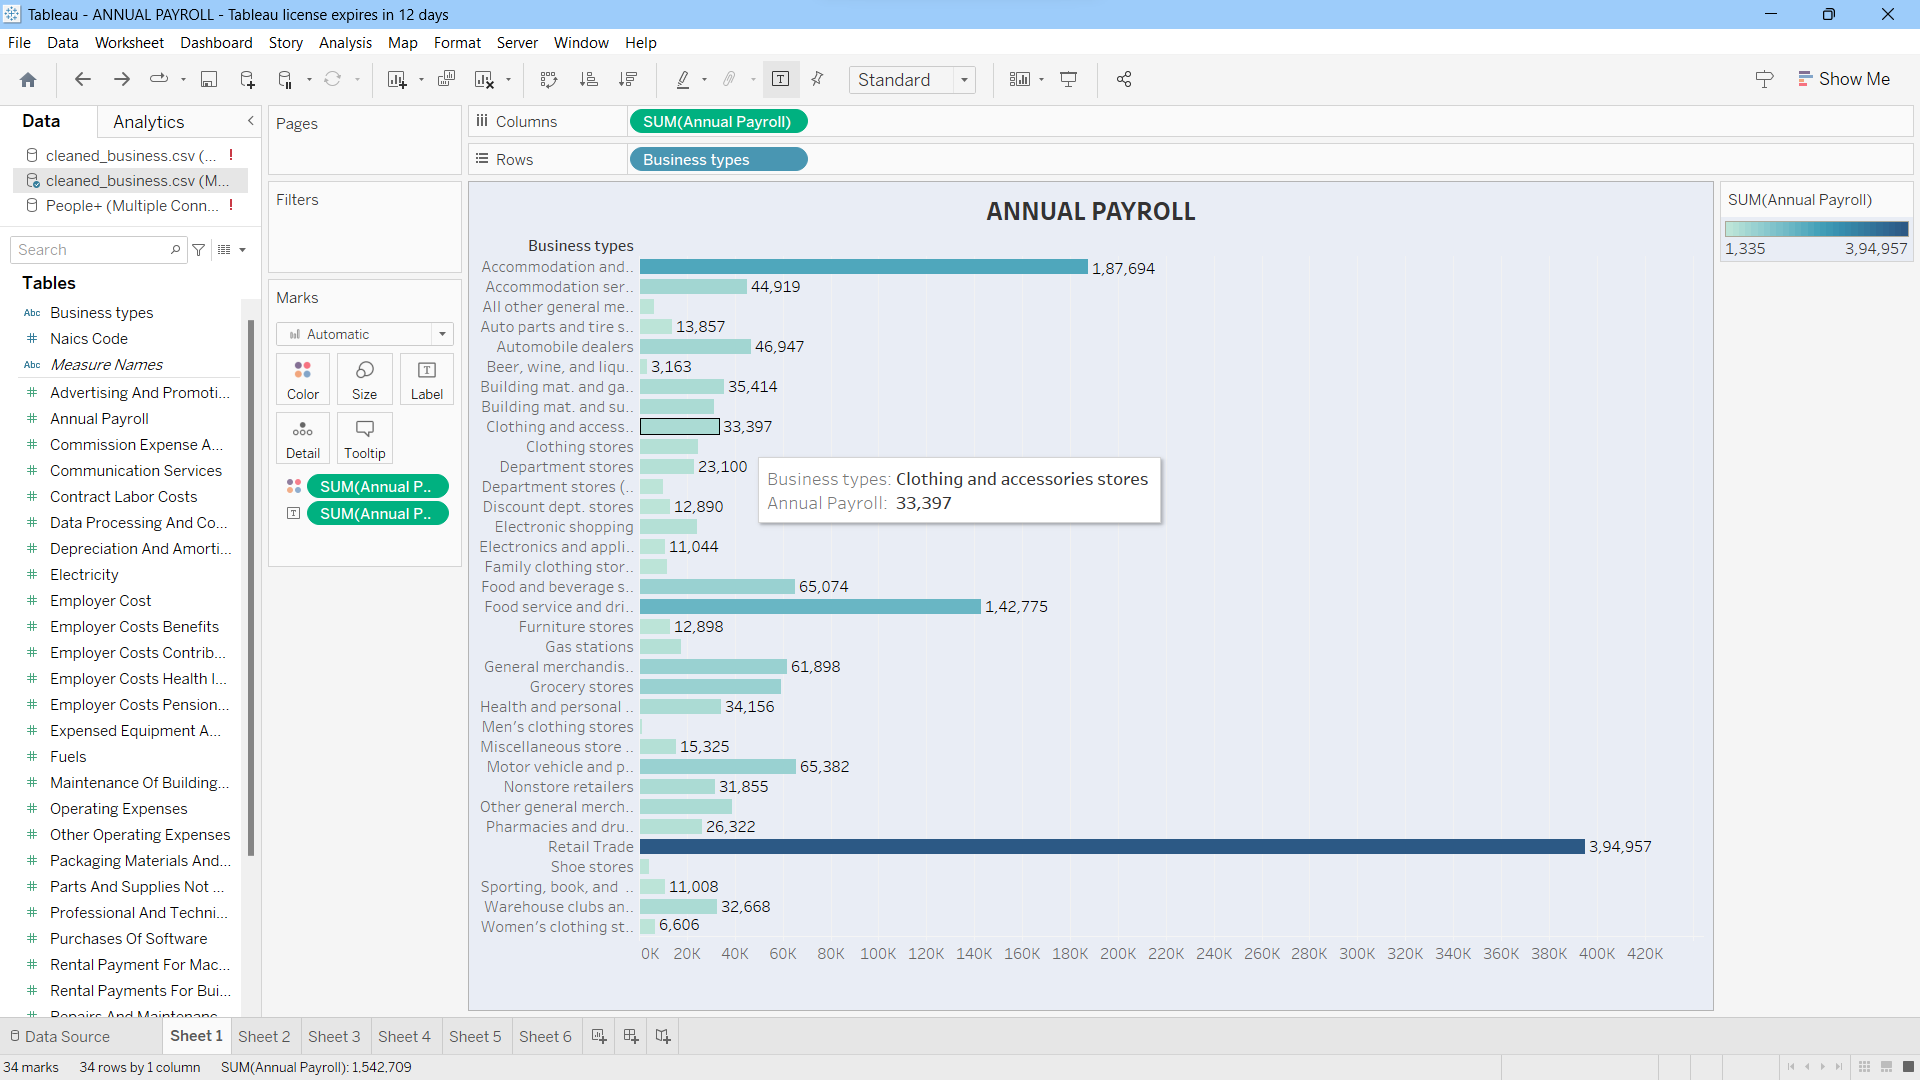 Tableau - ANNUAL PAYROLL - Tableau license expires in 12 days
File Data Worksheet Dashboard Story Analysis Map Format Server Window Help
Standard
Show Me
Data Analytics
cleaned_business.csv (... !
cleaned_business.csv (M...
People+ (Multiple Conn... !
Search
Tables
Abc Business types
# Naics Code
Abc Measure Names
# Advertising And Promoti...
# Annual Payroll
# Commission Expense A...
# Communication Services
# Contract Labor Costs
# Data Processing And Co...
# Depreciation And Amorti...
# Electricity
# Employer Cost
# Employer Costs Benefits
# Employer Costs Contrib...
# Employer Costs Health I...
# Employer Costs Pension...
# Expensed Equipment A...
# Fuels
# Maintenance Of Building...
# Operating Expenses
# Other Operating Expenses
# Packaging Materials And...
# Parts And Supplies Not ...
# Professional And Techni...
# Purchases Of Software
# Rental Payment For Mac...
# Rental Payments For Bui...
# Repairs And Maintenanc...
Pages
Filters
Marks
Automatic
Color Size Label
Detail Tooltip
SUM(Annual P..
T SUM(Annual P..
Columns SUM(Annual Payroll)
Rows Business types
ANNUAL PAYROLL
Business types
Accommodation and.. 1,87,694
Accommodation ser.. 44,919
All other general me..
Auto parts and tire s.. 13,857
Automobile dealers 46,947
Beer, wine, and liqu.. 3,163
Building mat. and ga.. 35,414
Building mat. and su..
Clothing and access.. 33,397
Clothing stores
Department stores 23,100
Department stores (..
Discount dept. stores 12,890
Electronic shopping
Electronics and appli.. 11,044
Family clothing stor..
Food and beverage s.. 65,074
Food service and dri.. 1,42,775
Furniture stores 12,898
Gas stations
General merchandis.. 61,898
Grocery stores
Health and personal .. 34,156
Men's clothing stores
Miscellaneous store .. 15,325
Motor vehicle and p.. 65,382
Nonstore retailers 31,855
Other general merch..
Pharmacies and dru.. 26,322
Retail Trade 3,94,957
Shoe stores
Sporting, book, and .. 11,008
Warehouse clubs an.. 32,668
Women's clothing st.. 6,606
0K 20K 40K 60K 80K 100K 120K 140K 160K 180K 200K 220K 240K 260K 280K 300K 320K 340K 360K 380K 400K 420K
Business types: Clothing and accessories stores
Annual Payroll: 33,397
SUM(Annual Payroll)
1,335 3,94,957
Data Source Sheet 1 Sheet 2 Sheet 3 Sheet 4 Sheet 5 Sheet 6
34 marks 34 rows by 1 column SUM(Annual Payroll): 1,542,709